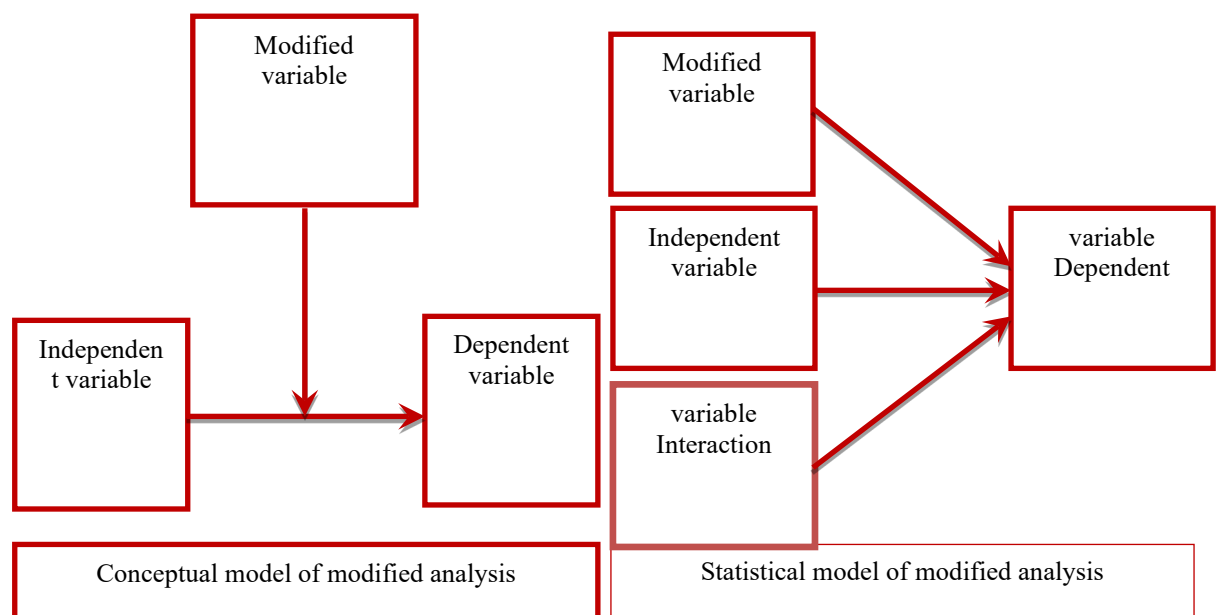 Modified
variable
Independen
t variable
Dependent
variable
Conceptual model of modified analysis
Modified
variable
Independent
variable
variable
Interaction
variable
Dependent
Statistical model of modified analysis